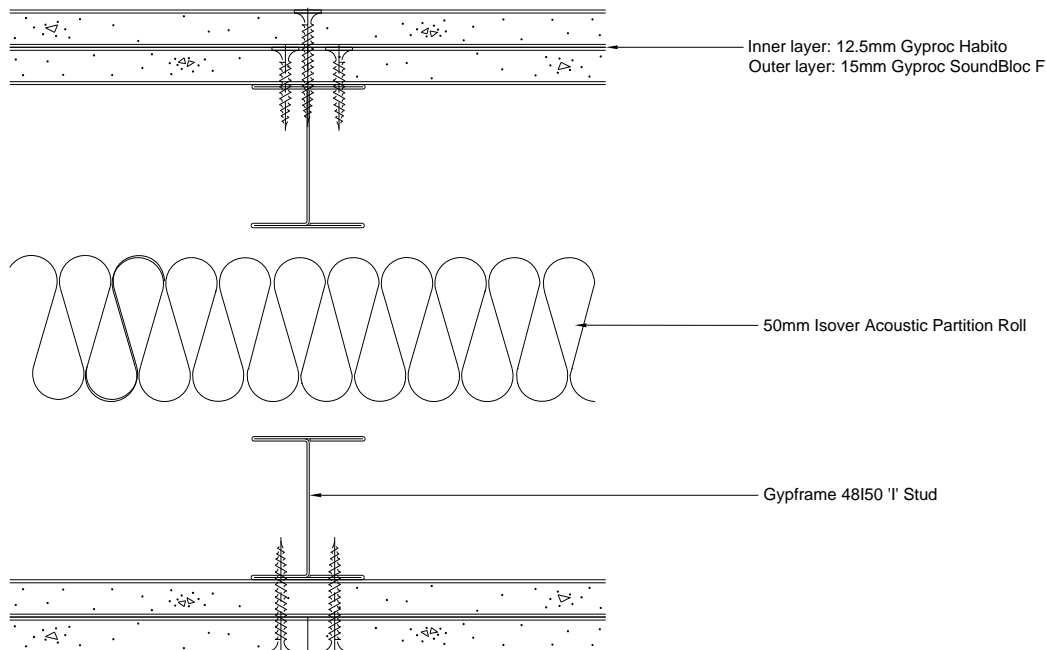 Inner layer: 12.5mm Gyproc Habito
Outer layer: 15mm Gyproc SoundBloc F
50mm Isover Acoustic Partition Roll
Gypframe 48I50 'I' Stud